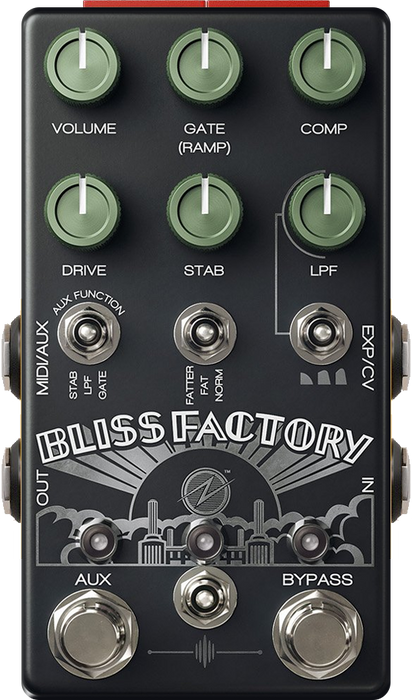 VOLUME
GATE
(RAMP)
COMP
DRIVE
STAB
LPF
MIDI/AUX
AUX FUNCTION
STAB
LPF
GATE
FATTER
FAT
NORM
EXP/CV
BLISS FACTORY
TM
OUT
IN
AUX
BYPASS